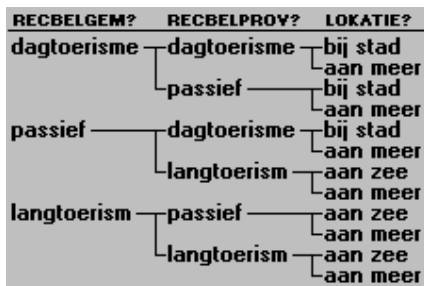 RECBELGEM? RECBELPROV? LOKATIE?
dagtoerisme dagtoerisme bij stad
aan meer
passief bij stad
aan meer
passief dagtoerisme bij stad
aan meer
langtoerism aan zee
aan meer
langtoerism passief aan zee
aan meer
langtoerism aan zee
aan meer